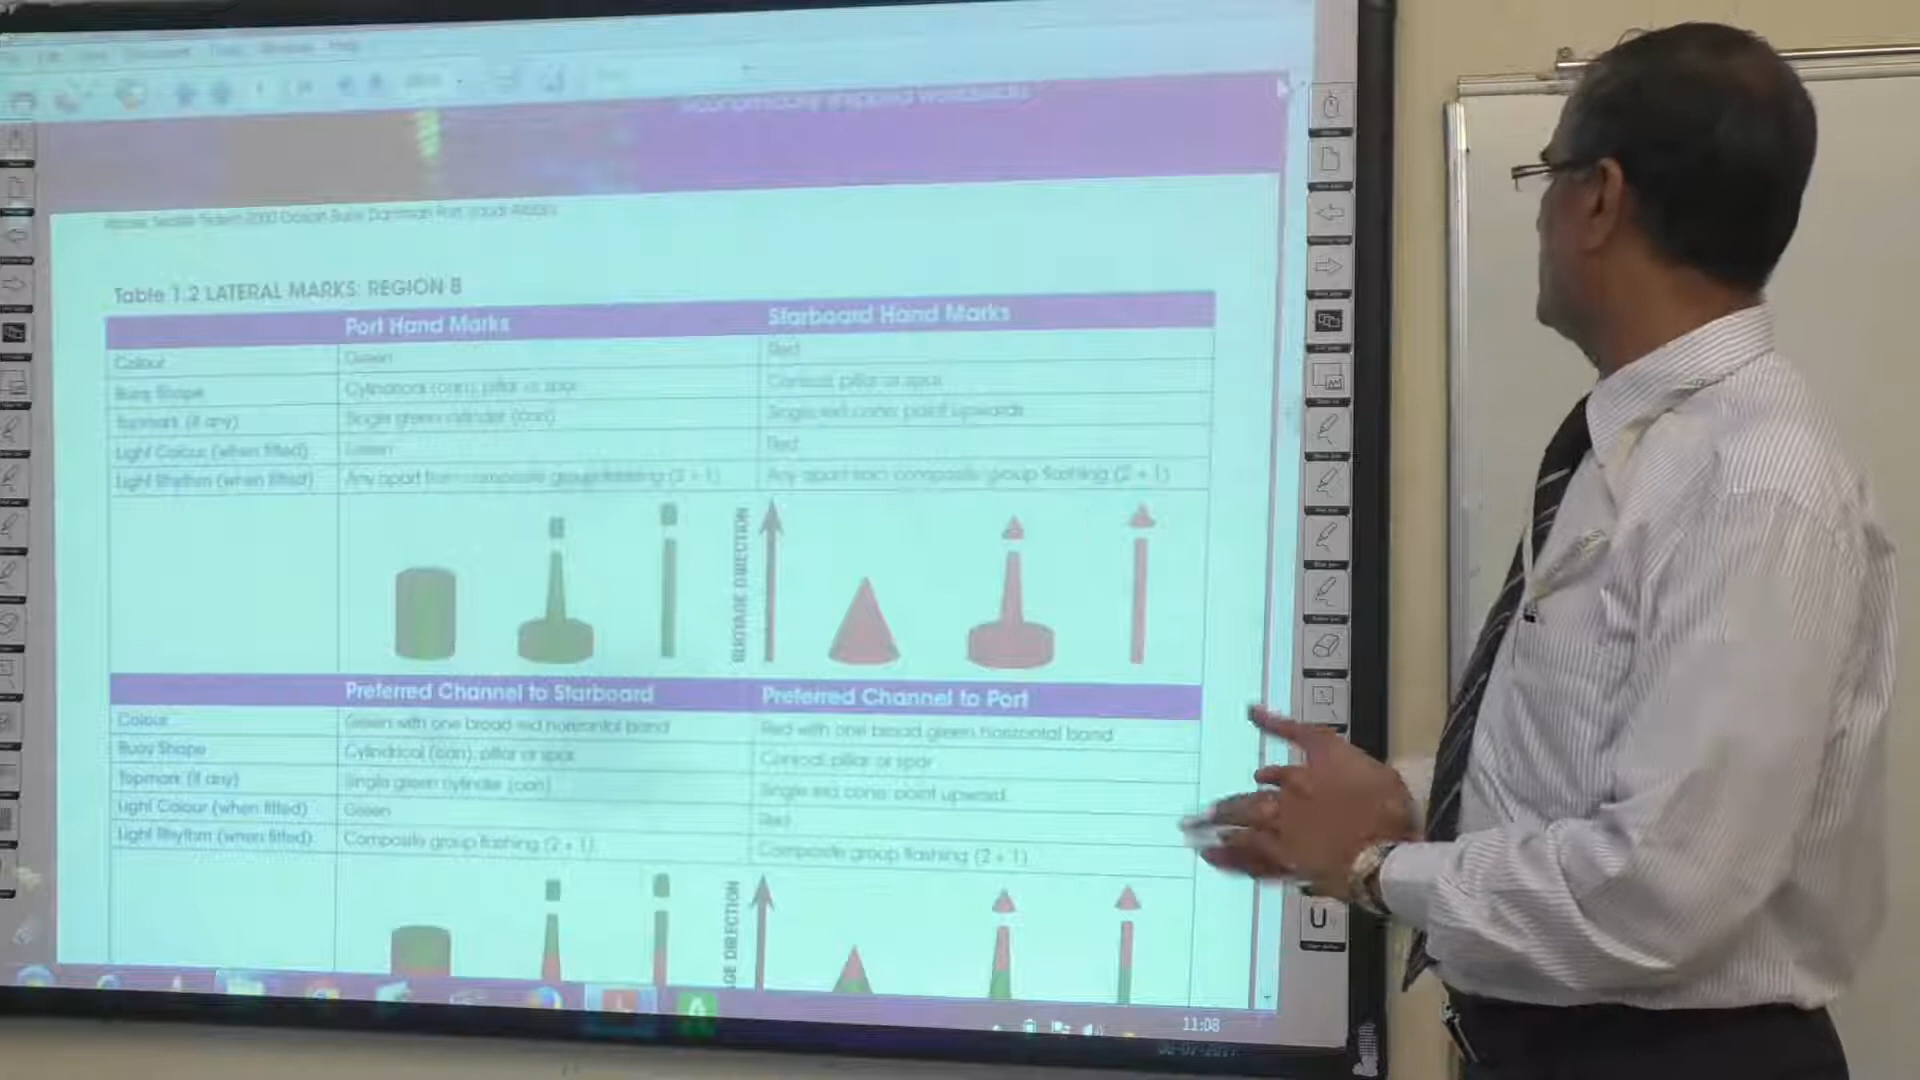 economically shipping worldwide
Table 1.2 LATERAL MARKS: REGION B
Port Hand Marks Starboard Hand Marks
Colour Green Red
Buoy Shape Cylindrical (can), pillar or spar Conical, pillar or spar
Topmark (if any) Single green cylinder (can) Single red cone, point upwards
Light Colour (when fitted) Green Red
Light Rhythm (when fitted) Any apart from composite group flashing (2 + 1) Any apart from composite group flashing (2 + 1)
BUOYAGE DIRECTION
Preferred Channel to Starboard Preferred Channel to Port
Colour Green with one broad red horizontal band Red with one broad green horizontal band
Buoy Shape Cylindrical (can), pillar or spar Conical, pillar or spar
Topmark (if any) Single green cylinder (can) Single red cone, point upward
Light Colour (when fitted) Green Red
Light Rhythm (when fitted) Composite group flashing (2 + 1) Composite group flashing (2 + 1)
GE DIRECTION
11:08